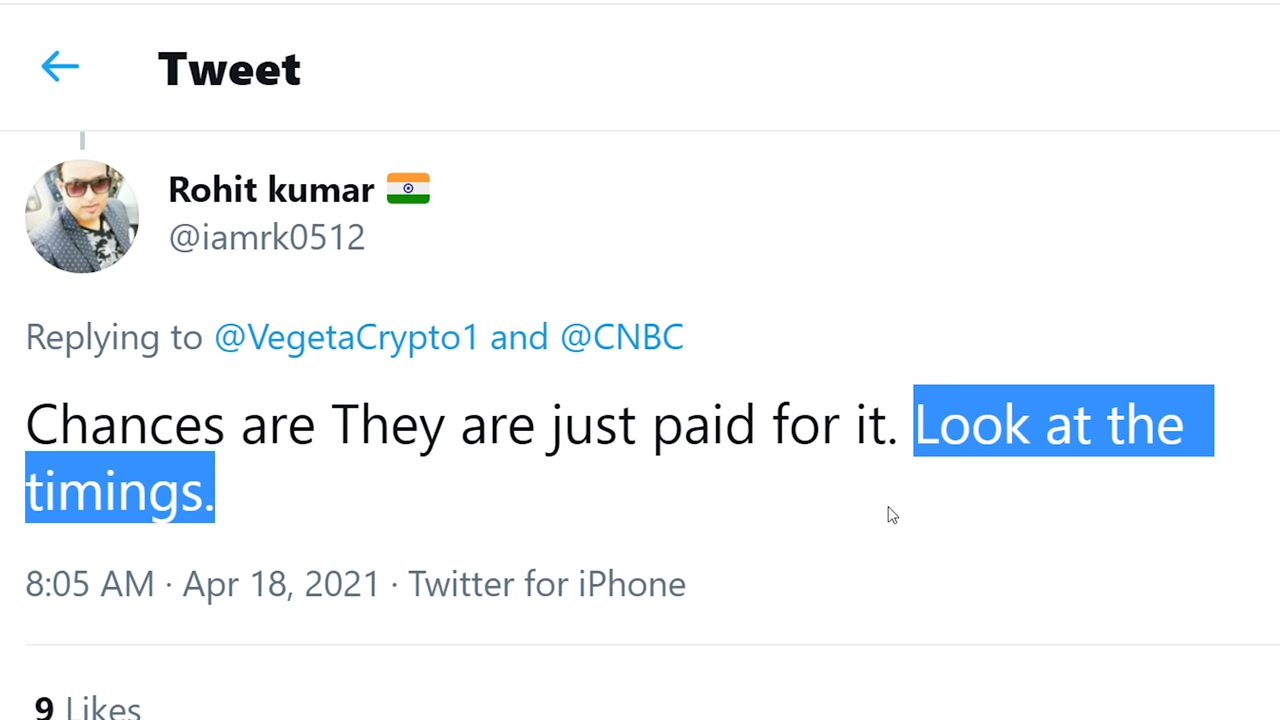 Tweet
Rohit kumar 🇮🇳
@iamrk0512
Replying to @VegetaCrypto1 and @CNBC
Chances are They are just paid for it. Look at the
timings.
8:05 AM · Apr 18, 2021 · Twitter for iPhone
9 Likes